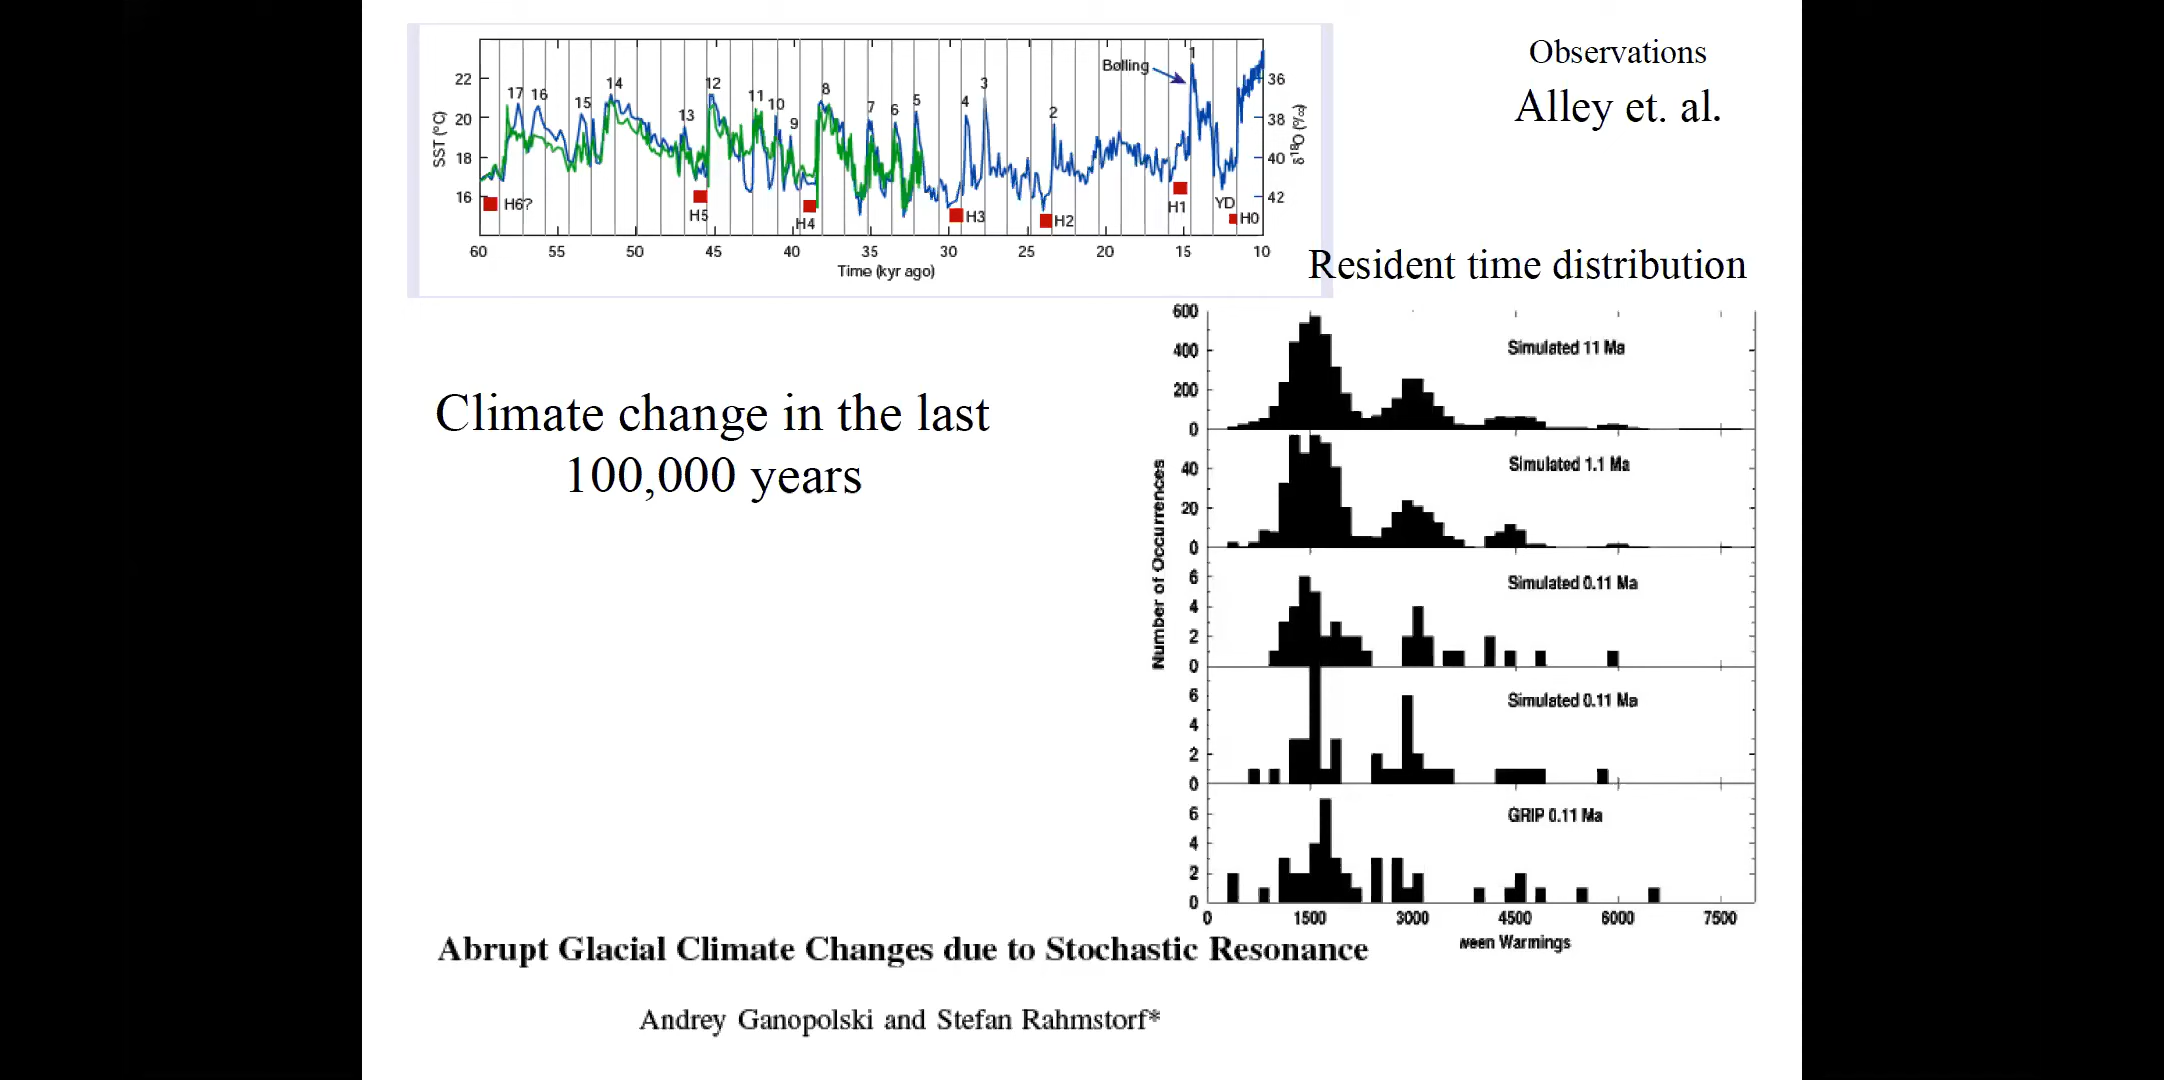 Observations
Alley et. al.
22
20
18
16
SST (°C)
17 16 15 14 13 12 11 10 9 8 7 6 5 4 3 2 1
Bølling
36
38
40
42
δ18O (‰)
H6? H5 H4 H3 H2 H1 YD H0
60 55 50 45 40 35 30 25 20 15 10
Time (kyr ago)
Resident time distribution
Climate change in the last
100,000 years
Number of Occurrences
600
400
200
0
Simulated 11 Ma
40
20
0
Simulated 1.1 Ma
6
4
2
0
Simulated 0.11 Ma
6
4
2
0
Simulated 0.11 Ma
6
4
2
0
GRIP 0.11 Ma
0 1500 3000 4500 6000 7500
ween Warmings
Abrupt Glacial Climate Changes due to Stochastic Resonance
Andrey Ganopolski and Stefan Rahmstorf*